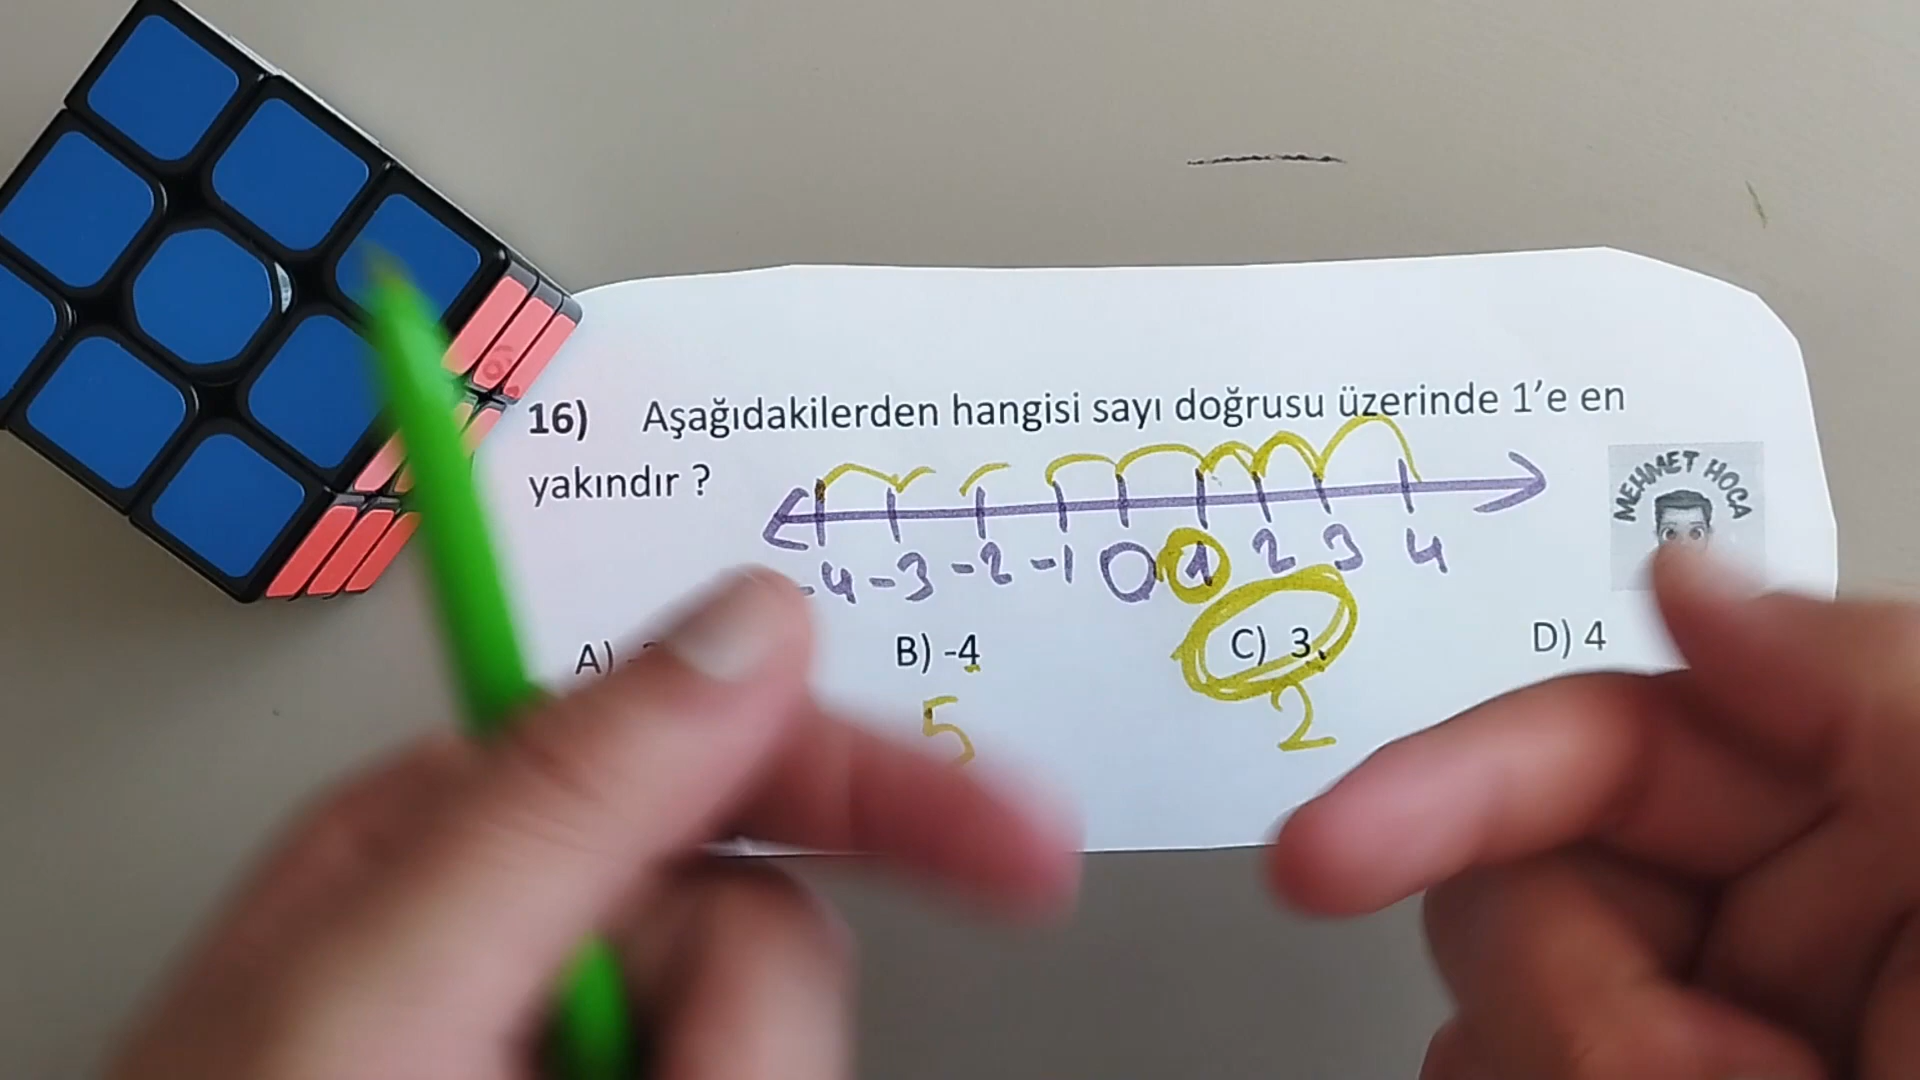 16) Aşağıdakilerden hangisi sayı doğrusu üzerinde 1’e en
yakındır ?
MEHMET HOCA
-4 -3 -2 -1 0 1 2 3 4
A) B) -4 C) 3 D) 4
5 2